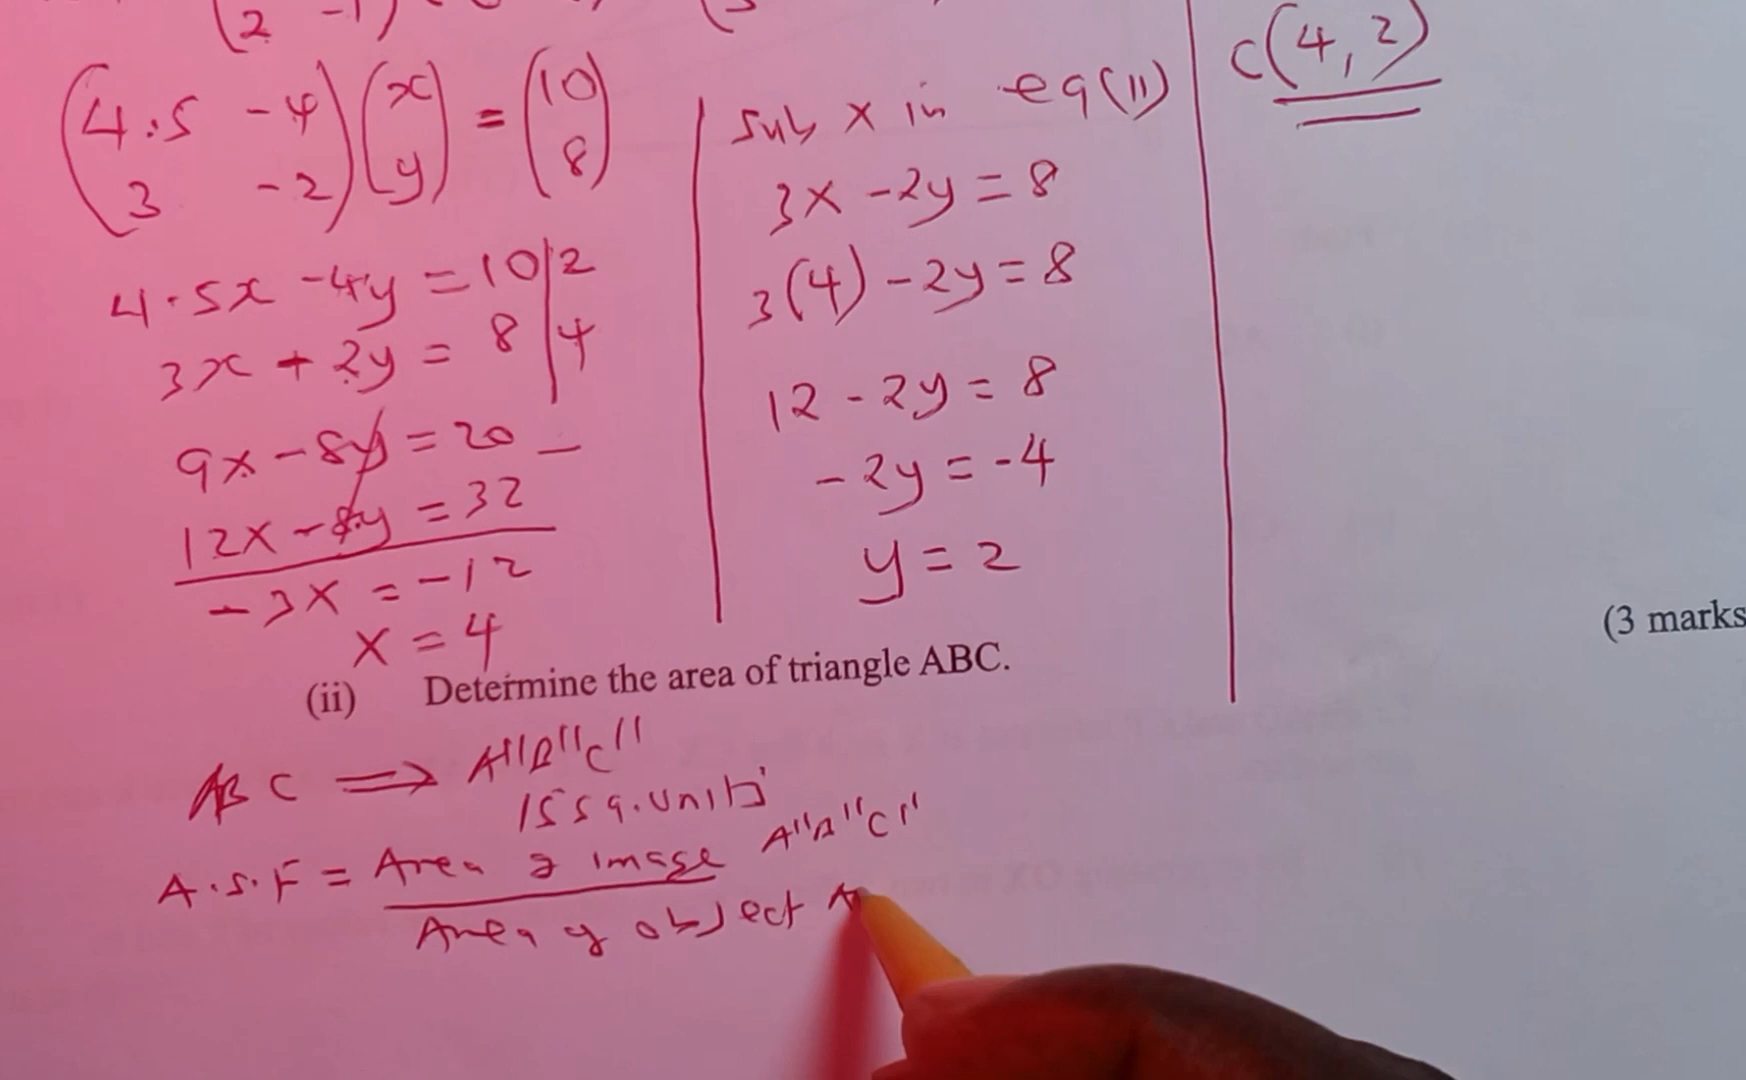 (2 -1)
(4.5 -4) (x) = (10)
(3 -2) (y) (8)
4.5x -4y = 10 | 2
3x + 2y = 8 | 4
9x - 8y = 20 -
12x - 8y = 32
-3x = -12
x = 4
sub x in eq(11)
3x -2y = 8
3(4) -2y = 8
12 - 2y = 8
-2y = -4
y = 2
C(4, 2)
(3 marks
(ii) Determine the area of triangle ABC.
ABC ⟹ A''B''C''
15 sq. units
A.S.F = Area of image A''B''C''
Area of object A